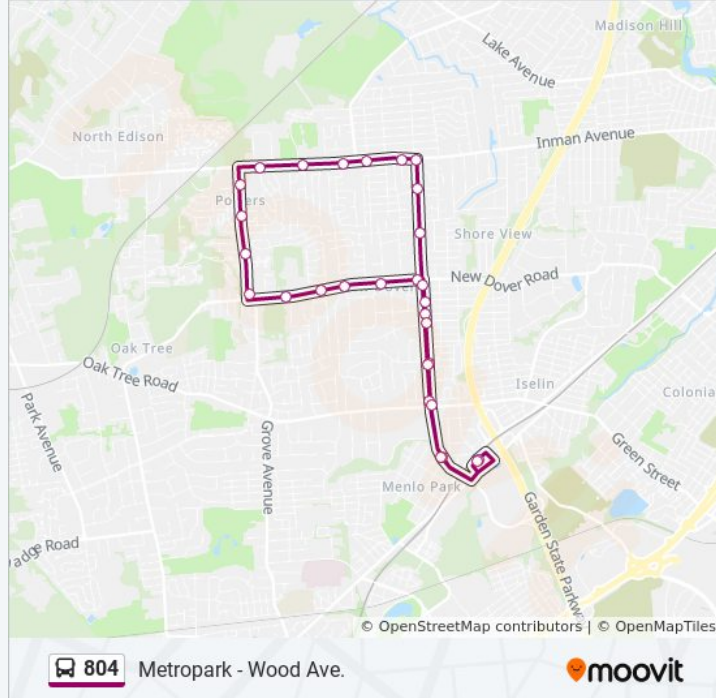 Madison Hill
Lake Avenue
North Edison
Inman Avenue
Shore View
New Dover Road
Oak Tree
Oak Tree Road
Iselin
Colonia
Park Avenue
Grove Avenue
Green Street
Menlo Park
Garden State Parkw
adge Road
© OpenStreetMap contributors | © OpenMapTiles
804 Metropark - Wood Ave.
moovit